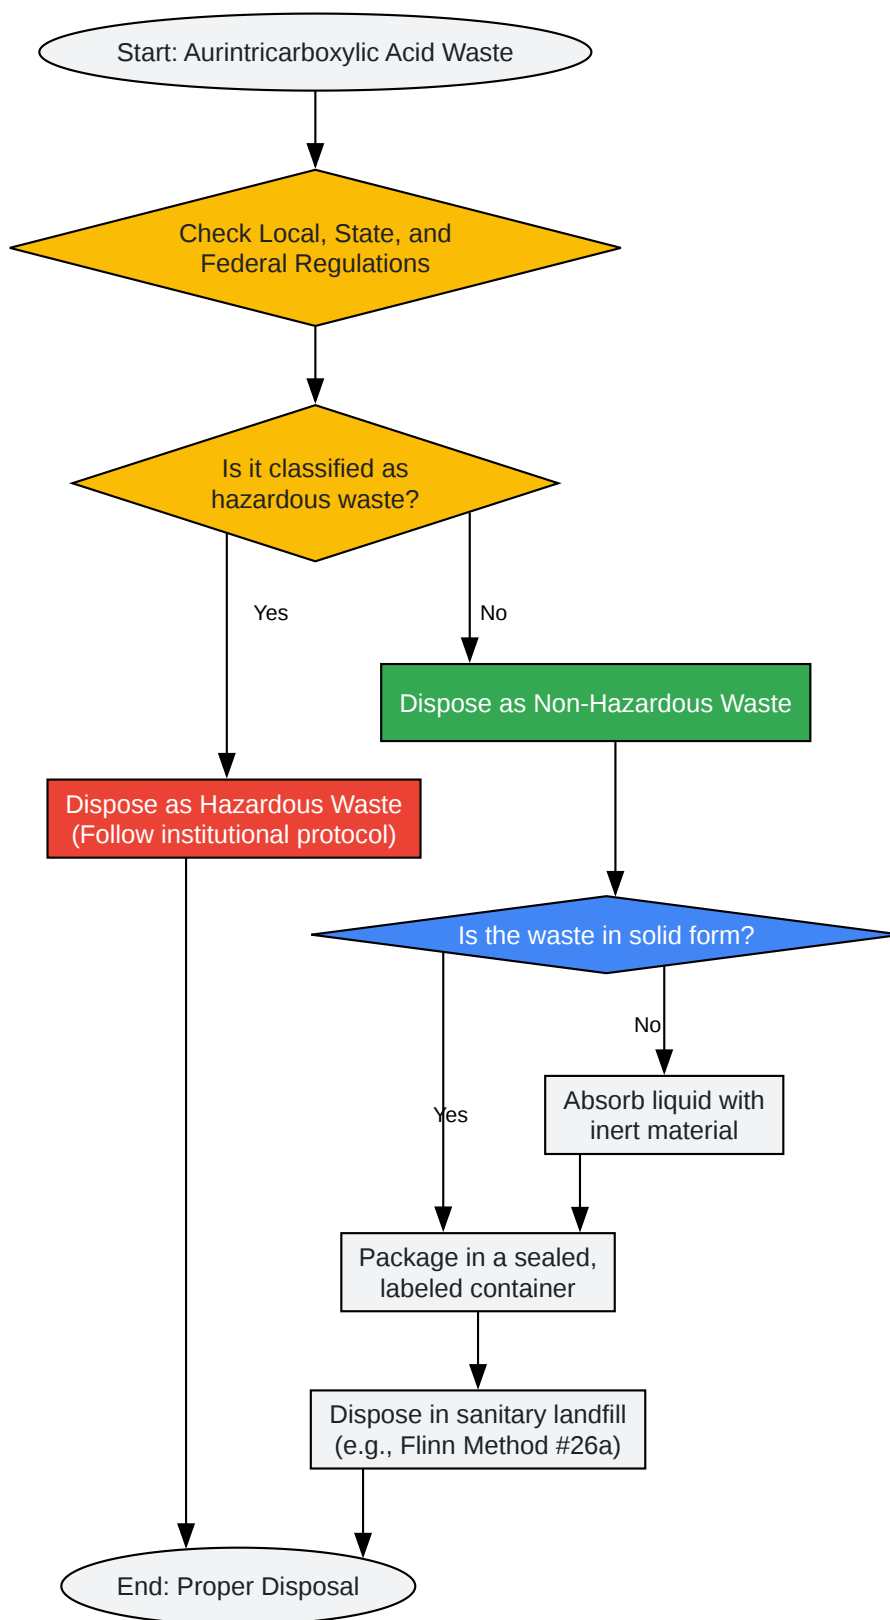 Start: Aurintricarboxylic Acid Waste
Check Local, State, and
Federal Regulations
Is it classified as
hazardous waste?
Yes
No
Dispose as Non-Hazardous Waste
Dispose as Hazardous Waste
(Follow institutional protocol)
Is the waste in solid form?
No
Absorb liquid with
inert material
Yes
Package in a sealed,
labeled container
Dispose in sanitary landfill
(e.g., Flinn Method #26a)
End: Proper Disposal